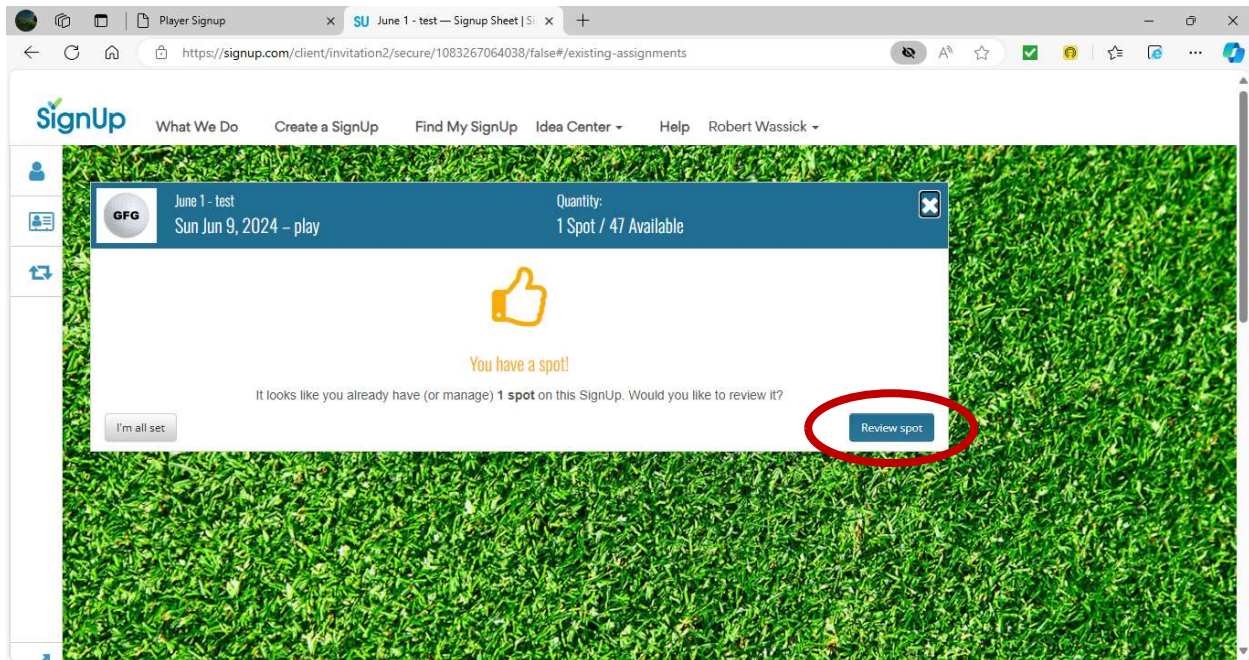 Player Signup
SU June 1 - test — Signup Sheet | Si
https://signup.com/client/invitation2/secure/1083267064038/false#/existing-assignments
SignUp
What We Do
Create a SignUp
Find My SignUp
Idea Center
Help
Robert Wassick
GFG
June 1 - test
Sun Jun 9, 2024 – play
Quantity:
1 Spot / 47 Available
You have a spot!
It looks like you already have (or manage) 1 spot on this SignUp. Would you like to review it?
I'm all set
Review spot